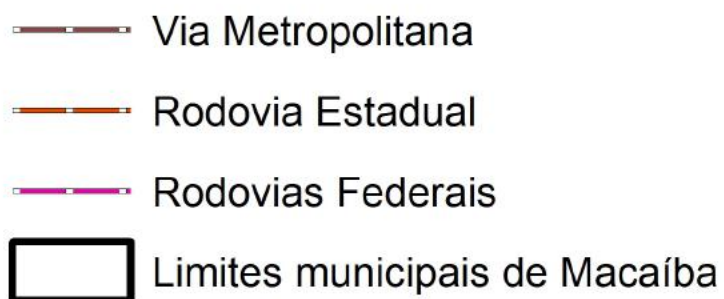 Via Metropolitana
Rodovia Estadual
Rodovias Federais
Limites municipais de Macaíba